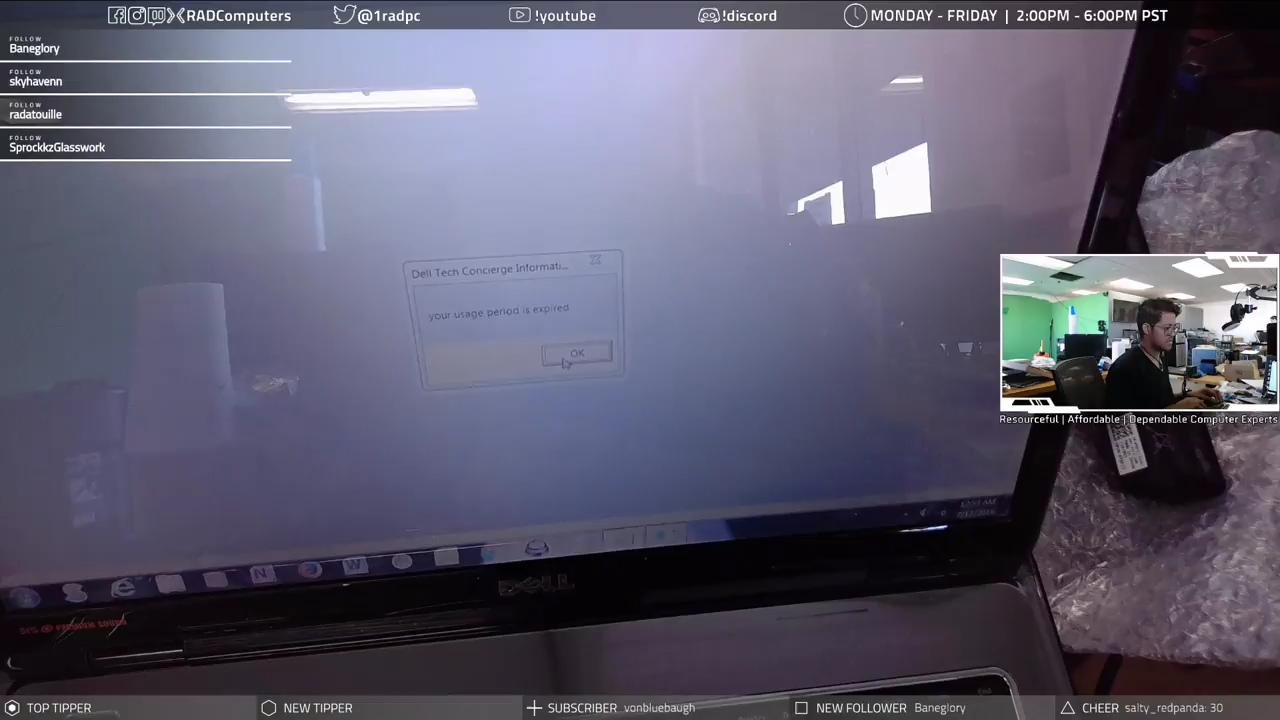 RADComputers
@1radpc
!youtube
!discord
MONDAY - FRIDAY | 2:00PM - 6:00PM PST
FOLLOW
Baneglory
FOLLOW
skyhavenn
FOLLOW
radatouille
FOLLOW
SprockkzGlasswork
Dell Tech Concierge Informati...
your usage period is expired
OK
Resourceful | Affordable | Dependable Computer Experts
DELL
TOP TIPPER
NEW TIPPER
SUBSCRIBER vonbluebaugh
NEW FOLLOWER Baneglory
CHEER salty_redpanda: 30